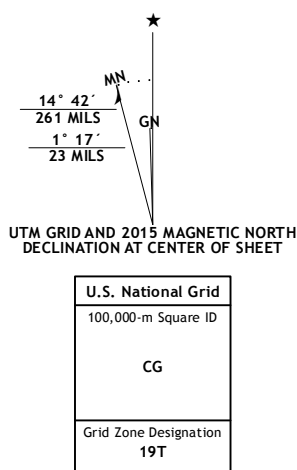 ★
MN
GN
14° 42´
261 MILS
1° 17´
23 MILS
UTM GRID AND 2015 MAGNETIC NORTH
DECLINATION AT CENTER OF SHEET
U.S. National Grid
100,000-m Square ID
CG
Grid Zone Designation
19T